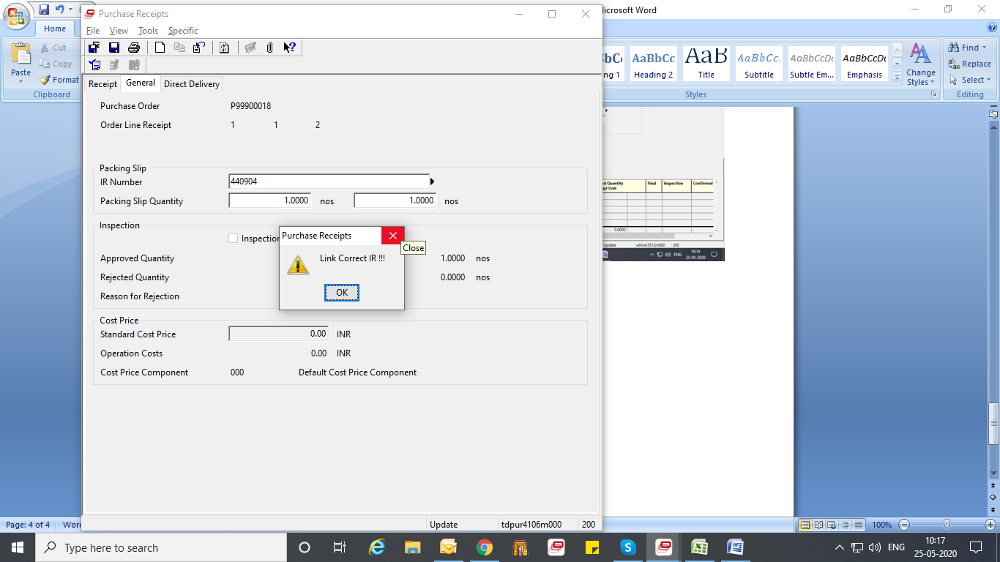 Purchase Receipts
File View Tools Specific
Receipt General Direct Delivery
Purchase Order P99900018
Order Line Receipt 1 1 2
Packing Slip
IR Number 440904
Packing Slip Quantity 1.0000 nos 1.0000 nos
Inspection
Inspection
Approved Quantity 1.0000 nos
Rejected Quantity 0.0000 nos
Reason for Rejection
Cost Price
Standard Cost Price 0.00 INR
Operation Costs 0.00 INR
Cost Price Component 000 Default Cost Price Component
Update tdpur4106m000 200
Purchase Receipts
Close
Link Correct IR !!!
OK
Microsoft Word
Home
Paste
Cut
Copy
Format
Clipboard
AaBbCc AaB AaBbCc. AaBbCcDc AaBbCcDc
ng 1 Heading 2 Title Subtitle Subtle Em... Emphasis
Change
Styles
Styles
Find
Replace
Select
Editing
d Quantity Final Inspection Confirmed
pt Unit
0.0000
Update whinh3512m000 200
ENG 10:14
25-05-2020
Page: 4 of 4 Word
100%
Type here to search
ENG 10:17
25-05-2020